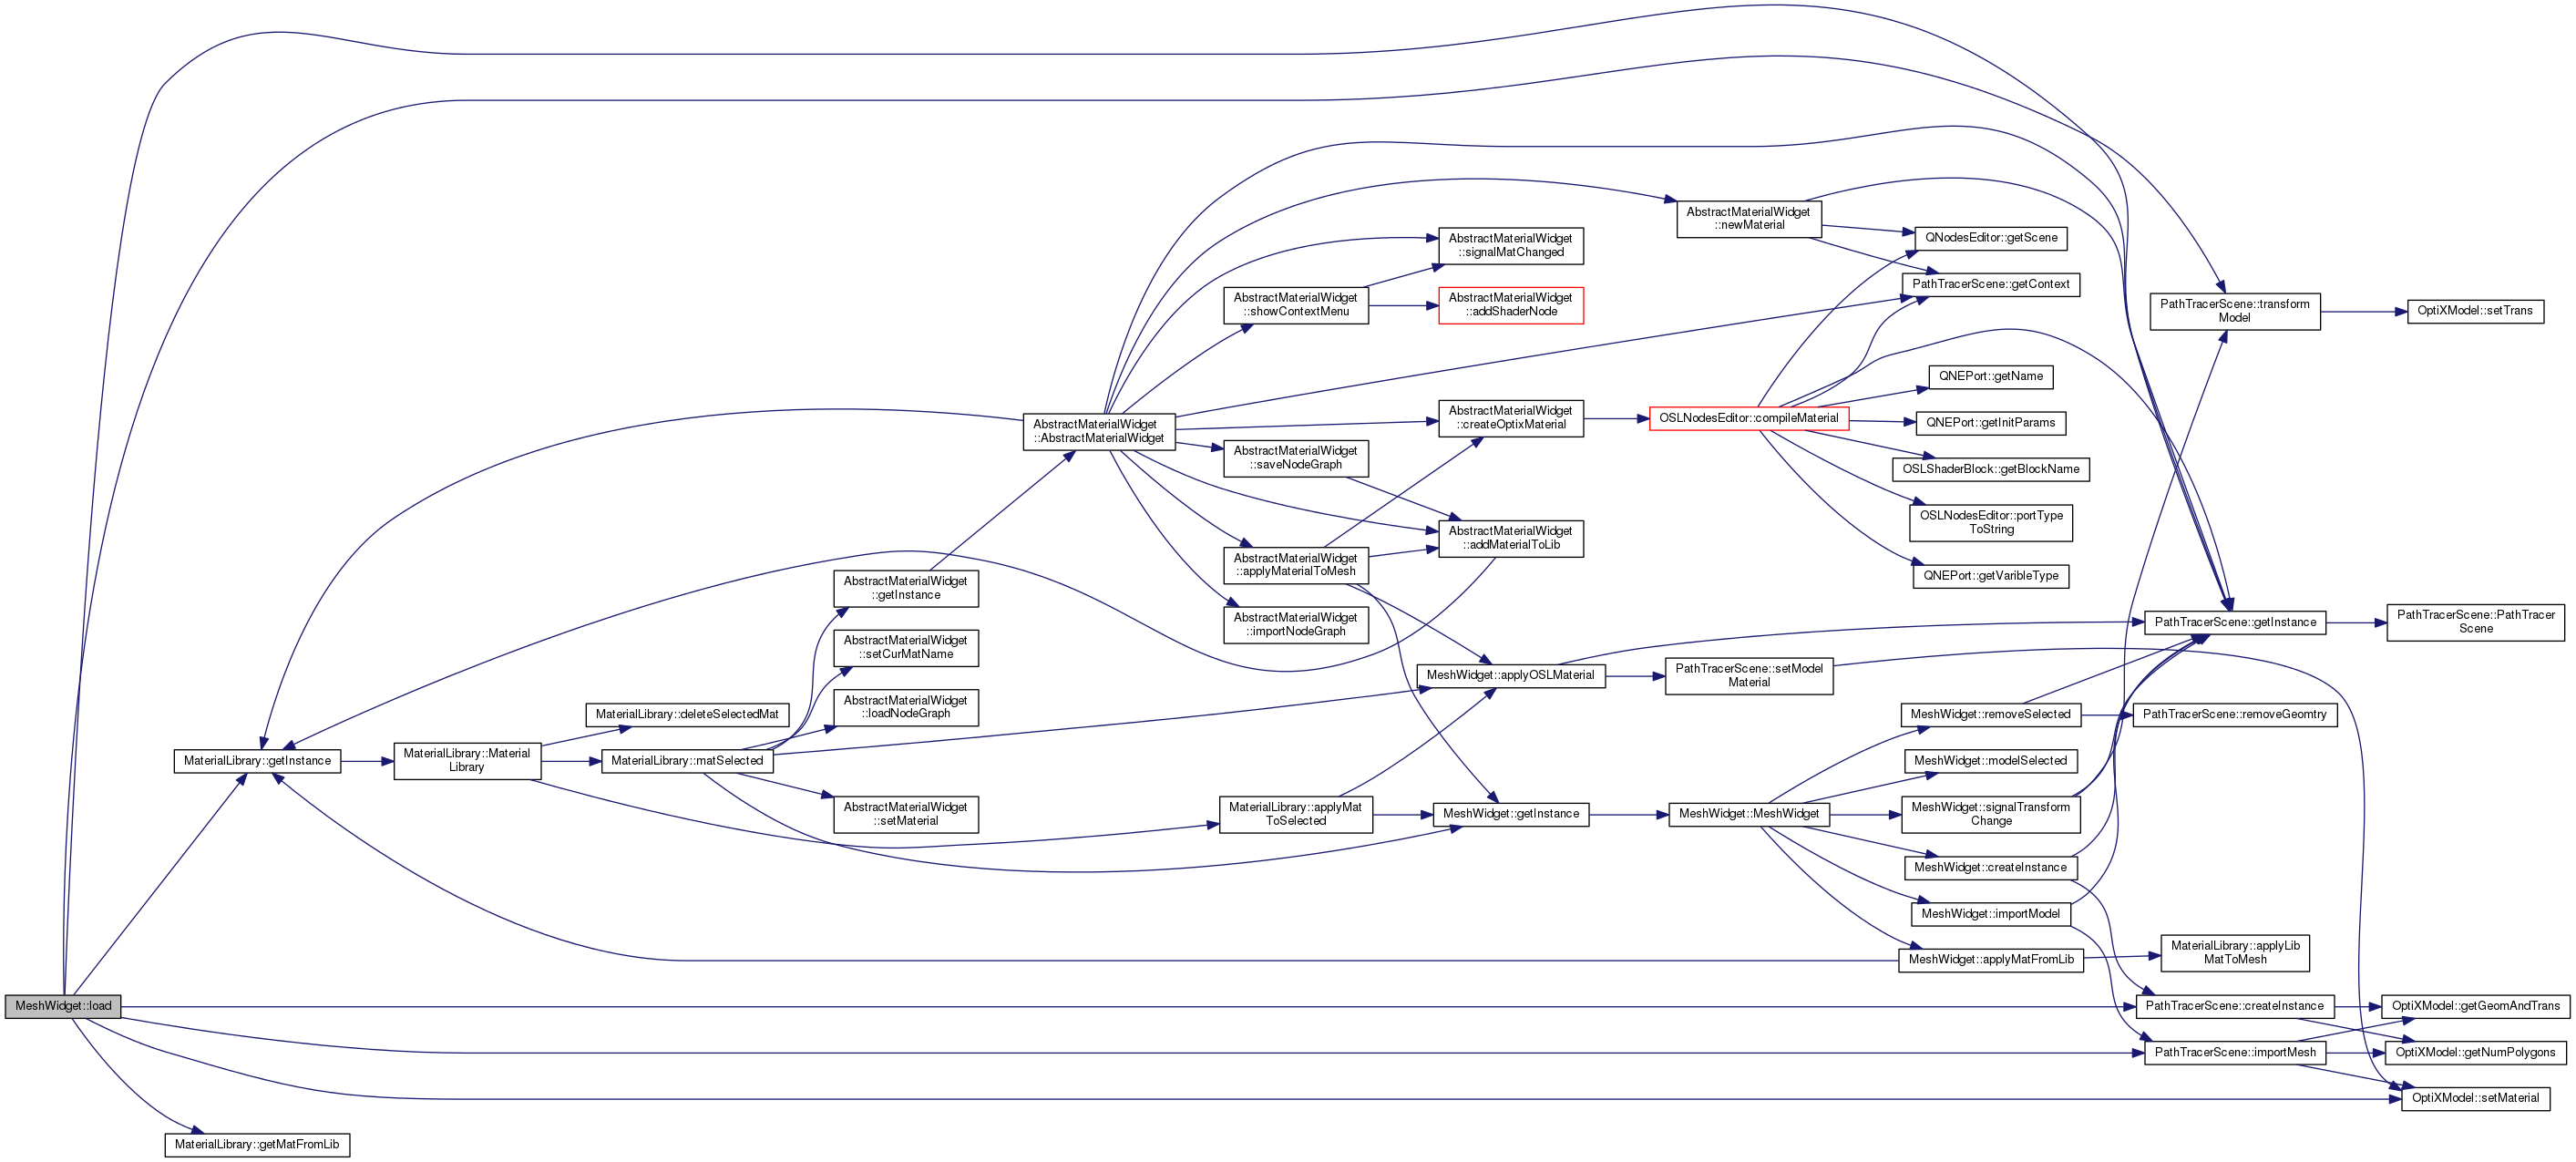 MeshWidget::load
MaterialLibrary::getInstance
MaterialLibrary::getMatFromLib
MaterialLibrary::Material
Library
MaterialLibrary::deleteSelectedMat
MaterialLibrary::matSelected
AbstractMaterialWidget
::getInstance
AbstractMaterialWidget
::setCurMatName
AbstractMaterialWidget
::loadNodeGraph
AbstractMaterialWidget
::setMaterial
AbstractMaterialWidget
::AbstractMaterialWidget
AbstractMaterialWidget
::showContextMenu
AbstractMaterialWidget
::saveNodeGraph
AbstractMaterialWidget
::applyMaterialToMesh
AbstractMaterialWidget
::importNodeGraph
MaterialLibrary::applyMat
ToSelected
AbstractMaterialWidget
::signalMatChanged
AbstractMaterialWidget
::addShaderNode
AbstractMaterialWidget
::createOptixMaterial
AbstractMaterialWidget
::addMaterialToLib
MeshWidget::applyOSLMaterial
MeshWidget::getInstance
AbstractMaterialWidget
::newMaterial
OSLNodesEditor::compileMaterial
PathTracerScene::setModel
Material
MeshWidget::MeshWidget
QNodesEditor::getScene
PathTracerScene::getContext
QNEPort::getName
QNEPort::getInitParams
OSLShaderBlock::getBlockName
OSLNodesEditor::portType
ToString
QNEPort::getVaribleType
MeshWidget::removeSelected
MeshWidget::modelSelected
MeshWidget::signalTransform
Change
MeshWidget::createInstance
MeshWidget::importModel
MeshWidget::applyMatFromLib
PathTracerScene::transform
Model
PathTracerScene::getInstance
PathTracerScene::removeGeomtry
MaterialLibrary::applyLib
MatToMesh
PathTracerScene::createInstance
PathTracerScene::importMesh
OptiXModel::setTrans
PathTracerScene::PathTracer
Scene
OptiXModel::getGeomAndTrans
OptiXModel::getNumPolygons
OptiXModel::setMaterial